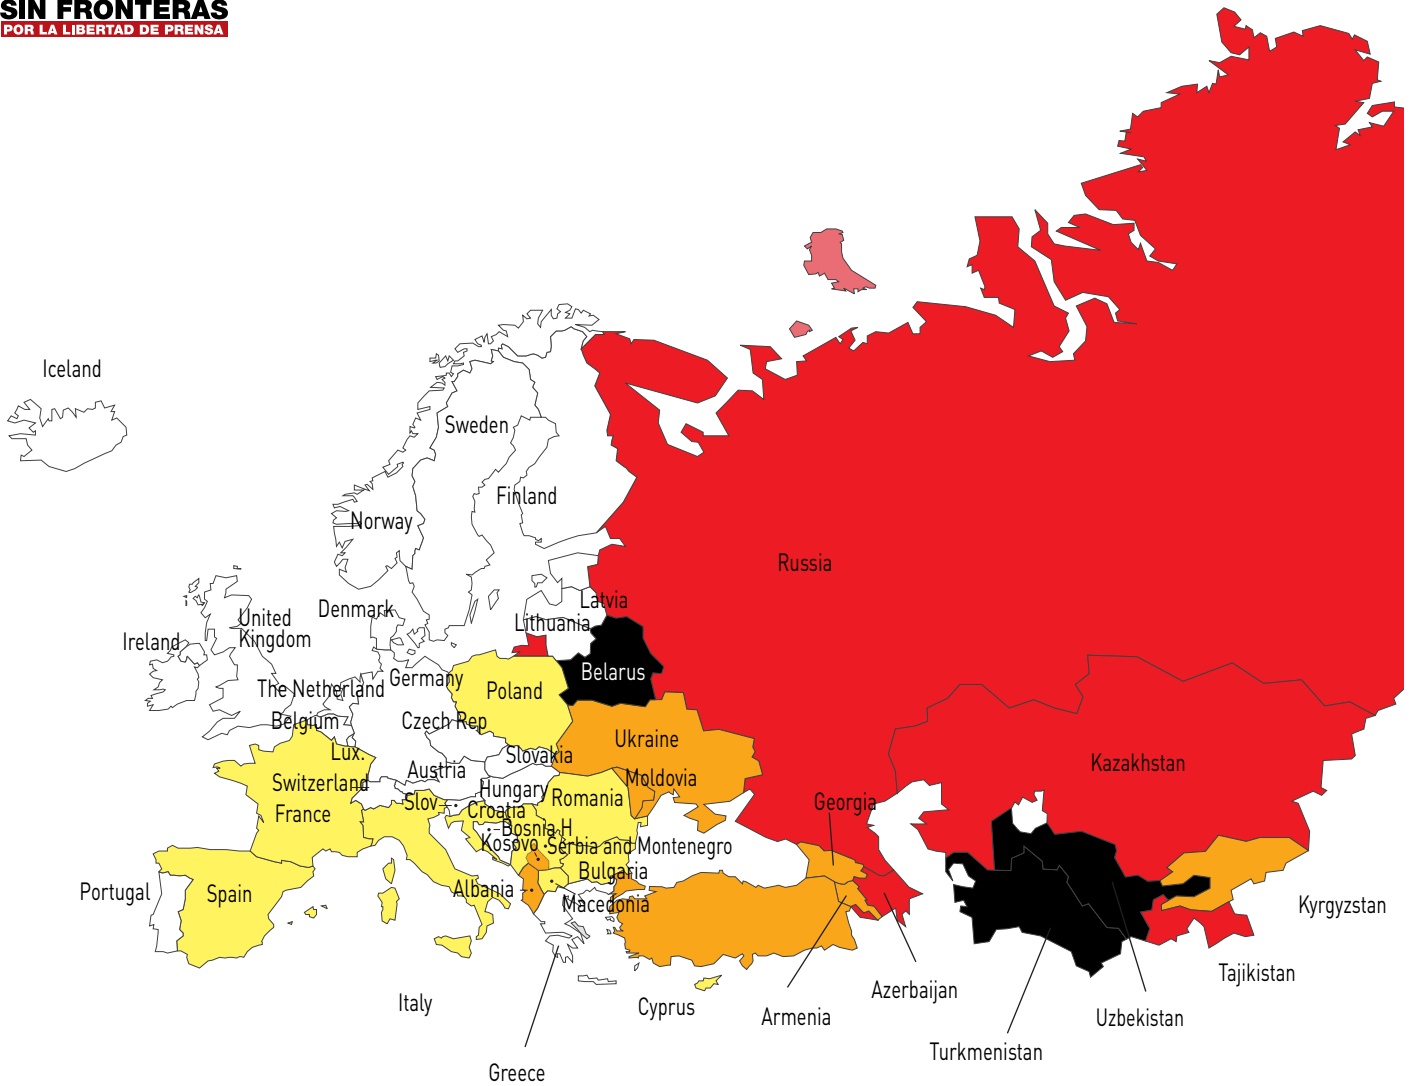 SIN FRONTERAS
POR LA LIBERTAD DE PRENSA
Iceland
Sweden
Finland
Norway
Russia
Latvia
Denmark
United
Kingdom
Lithuania
Ireland
Belarus
Germany
The Netherland
Poland
Belgium
Czech Rep
Ukraine
Lux.
Slovakia
Kazakhstan
Austria
Moldovia
Switzerland
Hungary
Romania
Slov
Georgia
Croatia
France
Bosnia H
Kosovo
Serbia and Montenegro
Bulgaria
Albania
Portugal
Spain
Macedonia
Kyrgyzstan
Tajikistan
Azerbaijan
Italy
Cyprus
Armenia
Uzbekistan
Turkmenistan
Greece